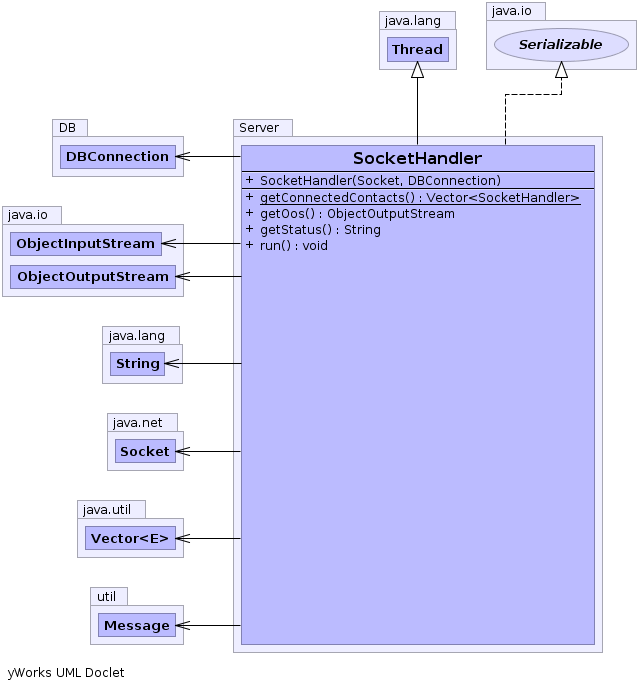 java.lang
Thread
java.io
Serializable
DB
DBConnection
java.io
ObjectInputStream
ObjectOutputStream
java.lang
String
java.net
Socket
java.util
Vector<E>
util
Message
Server
SocketHandler
+ SocketHandler(Socket, DBConnection)
+ getConnectedContacts() : Vector<SocketHandler>
+ getOos() : ObjectOutputStream
+ getStatus() : String
+ run() : void
yWorks UML Doclet